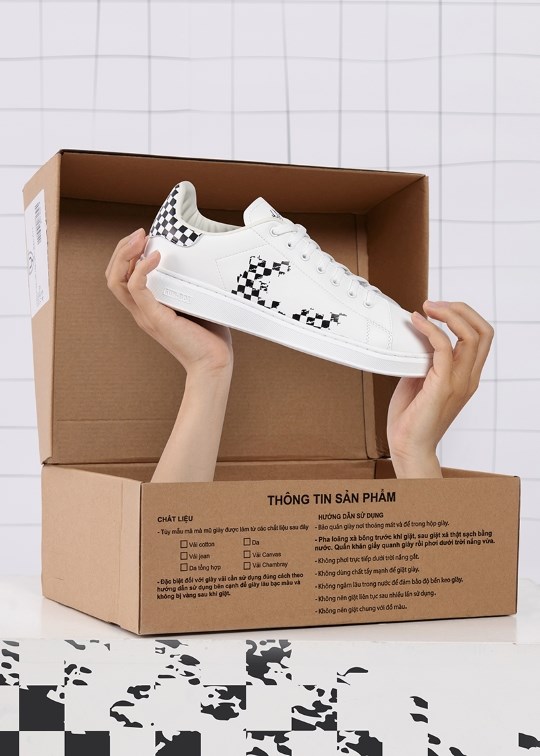 THÔNG TIN SẢN PHẨM
CHẤT LIỆU
- Tùy mẫu mã mà mũ giày được làm từ các chất liệu sau đây
Vải cotton
Da
Vải jean
Vải Canvas
Da tổng hợp
Vải Chambray
- Đặc biệt đối với giày vải cần sử dụng đúng cách theo
hướng dẫn sử dụng bên cạnh để giày lâu bạc màu và
không bị vàng sau khi giặt.
HƯỚNG DẪN SỬ DỤNG
- Bảo quản giày nơi thoáng mát và để trong hộp giày.
- Pha loãng xà bông trước khi giặt, sau giặt xả thật sạch bằng
nước. Quấn khăn giấy quanh giày rồi phơi dưới trời nắng vừa.
- Không phơi trực tiếp dưới trời nắng gắt.
- Không dùng chất tẩy mạnh để giặt giày.
- Không ngâm lâu trong nước để đảm bảo độ bền keo giày.
- Không nên giặt liên tục sau nhiều lần sử dụng.
- Không nên giặt chung với đồ màu.